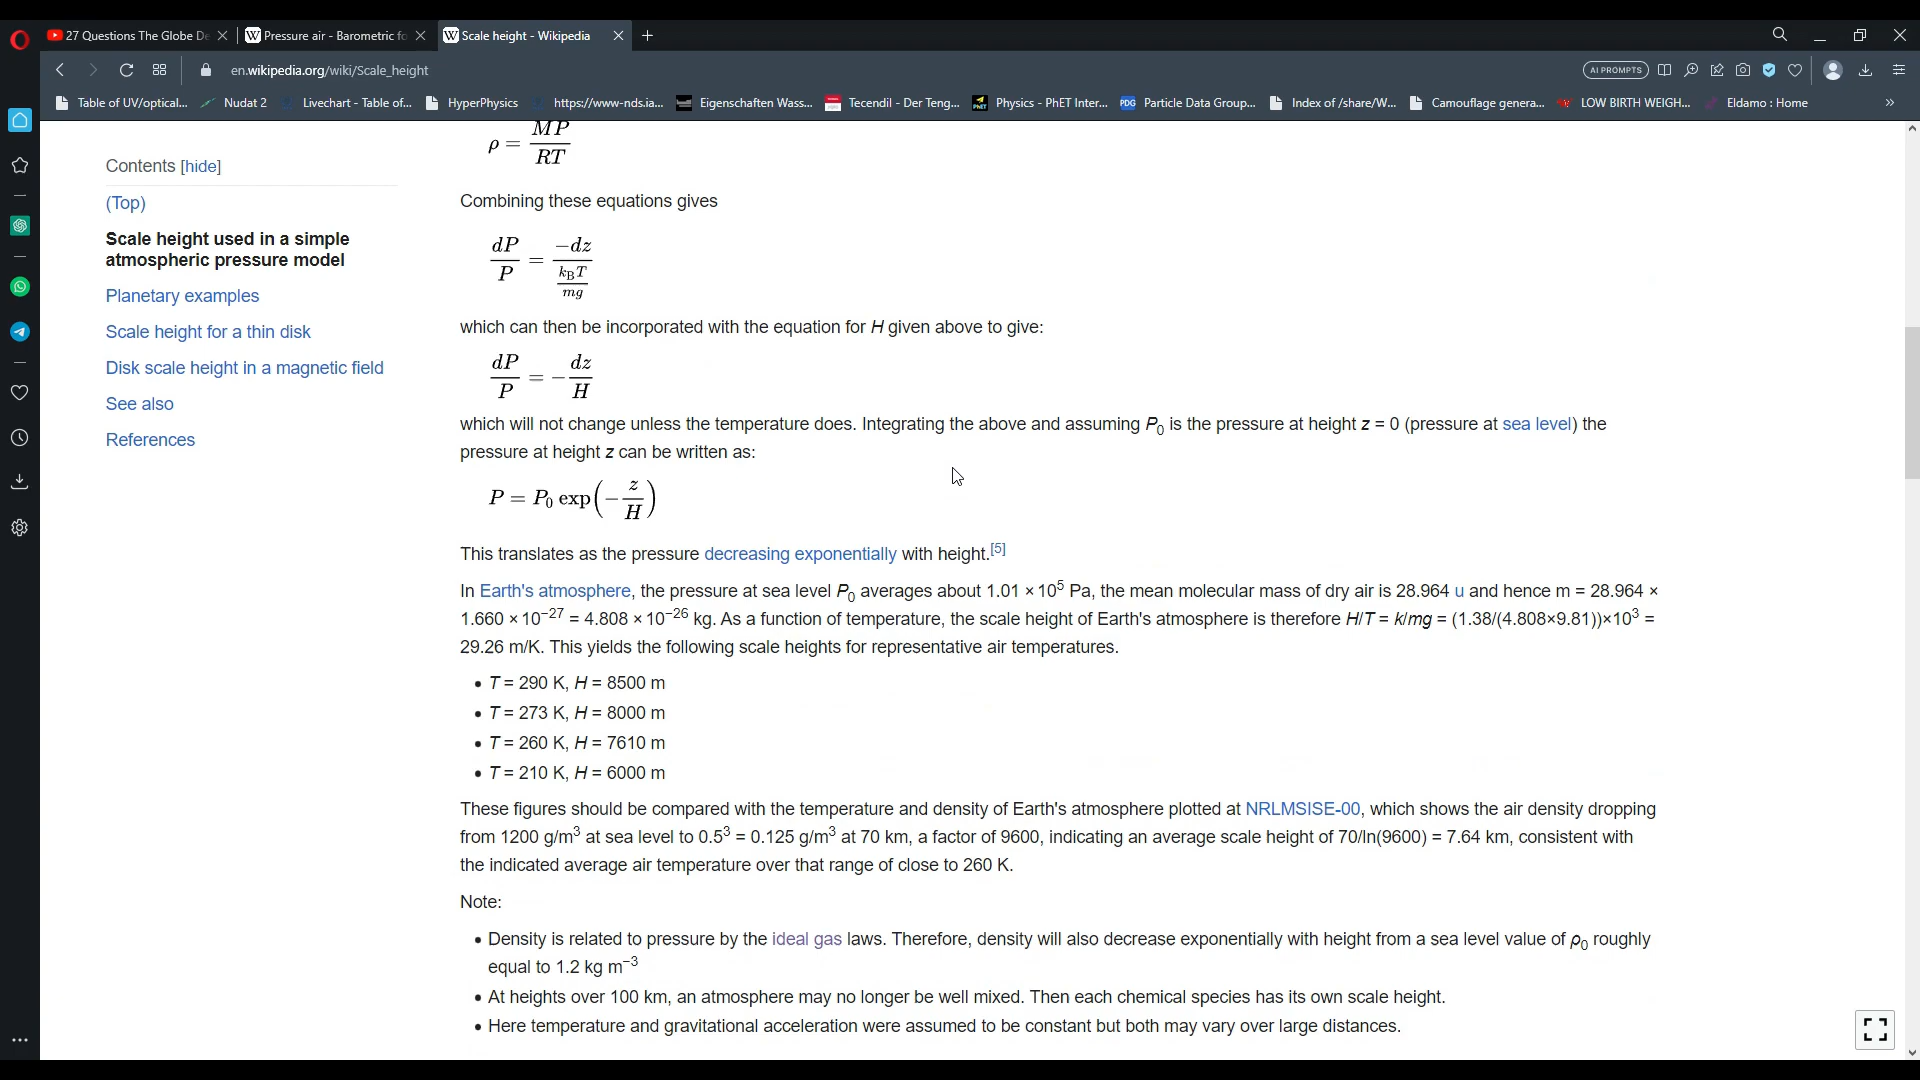 27 Questions The Globe De
Pressure air - Barometric fo
Scale height - Wikipedia
en.wikipedia.org/wiki/Scale_height
AI PROMPTS
Table of UV/optical...
Nudat 2
Livechart - Table of...
HyperPhysics
https://www-nds.ia...
Eigenschaften Wass...
Tecendil - Der Teng...
Physics - PhET Inter...
PDG Particle Data Group...
Index of /share/W...
Camouflage genera...
LOW BIRTH WEIGH...
Eldamo : Home
Contents [hide]
(Top)
Scale height used in a simple
atmospheric pressure model
Planetary examples
Scale height for a thin disk
Disk scale height in a magnetic field
See also
References
ρ = MP / RT
Combining these equations gives
dP / P = −dz / (k_B T / mg)
which can then be incorporated with the equation for H given above to give:
dP / P = − dz / H
which will not change unless the temperature does. Integrating the above and assuming P₀ is the pressure at height z = 0 (pressure at sea level) the
pressure at height z can be written as:
P = P₀ exp(− z / H)
This translates as the pressure decreasing exponentially with height.[5]
In Earth's atmosphere, the pressure at sea level P₀ averages about 1.01 × 10⁵ Pa, the mean molecular mass of dry air is 28.964 u and hence m = 28.964 ×
1.660 × 10⁻²⁷ = 4.808 × 10⁻²⁶ kg. As a function of temperature, the scale height of Earth's atmosphere is therefore H/T = k/mg = (1.38/(4.808×9.81))×10³ =
29.26 m/K. This yields the following scale heights for representative air temperatures.
• T = 290 K, H = 8500 m
• T = 273 K, H = 8000 m
• T = 260 K, H = 7610 m
• T = 210 K, H = 6000 m
These figures should be compared with the temperature and density of Earth's atmosphere plotted at NRLMSISE-00, which shows the air density dropping
from 1200 g/m³ at sea level to 0.5³ = 0.125 g/m³ at 70 km, a factor of 9600, indicating an average scale height of 70/ln(9600) = 7.64 km, consistent with
the indicated average air temperature over that range of close to 260 K.
Note:
• Density is related to pressure by the ideal gas laws. Therefore, density will also decrease exponentially with height from a sea level value of ρ₀ roughly
equal to 1.2 kg m⁻³
• At heights over 100 km, an atmosphere may no longer be well mixed. Then each chemical species has its own scale height.
• Here temperature and gravitational acceleration were assumed to be constant but both may vary over large distances.